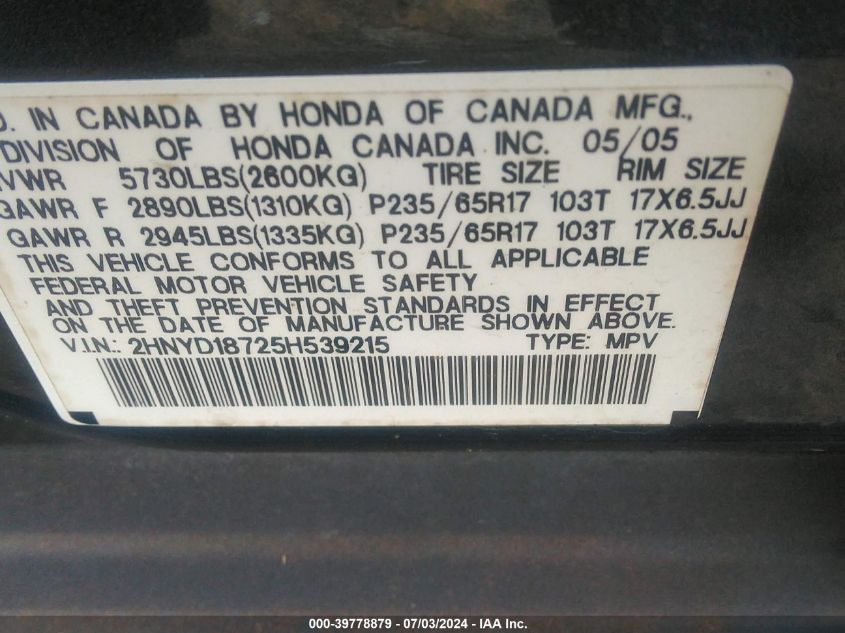 D. IN CANADA BY HONDA OF CANADA MFG.,
DIVISION OF HONDA CANADA INC. 05/05
VWR 5730LBS(2600KG) TIRE SIZE RIM SIZE
GAWR F 2890LBS(1310KG) P235/65R17 103T 17X6.5JJ
GAWR R 2945LBS(1335KG) P235/65R17 103T 17X6.5JJ
THIS VEHICLE CONFORMS TO ALL APPLICABLE
FEDERAL MOTOR VEHICLE SAFETY
AND THEFT PREVENTION STANDARDS IN EFFECT
ON THE DATE OF MANUFACTURE SHOWN ABOVE.
V.I.N.: 2HNYD18725H539215 TYPE: MPV
000-39778879 / 07/03/2024 - IAA Inc.